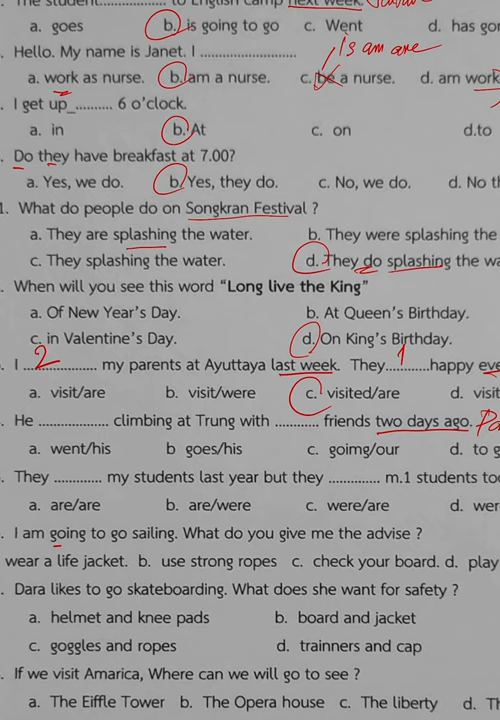 The student.................. to English camp next week.
a. goes b. is going to go c. Went d. has gon
Is am are
. Hello. My name is Janet. I ........................
a. work as nurse. b. am a nurse. c. be a nurse. d. am work
. I get up_.......... 6 o'clock.
a. in b. At c. on d.to
. Do they have breakfast at 7.00?
a. Yes, we do. b. Yes, they do. c. No, we do. d. No th
1. What do people do on Songkran Festival ?
a. They are splashing the water. b. They were splashing the
c. They splashing the water. d. They do splashing the wa
. When will you see this word "Long live the King"
a. Of New Year's Day. b. At Queen's Birthday.
c. in Valentine's Day. d. On King's Birthday.
2 1
. I .................. my parents at Ayuttaya last week. They...........happy eve
a. visit/are b. visit/were c. visited/are d. visit
. He .................. climbing at Trung with ........... friends two days ago. Pa
a. went/his b goes/his c. goimg/our d. to g
. They ............ my students last year but they ............. m.1 students to
a. are/are b. are/were c. were/are d. wer
. I am going to go sailing. What do you give me the advise ?
wear a life jacket. b. use strong ropes c. check your board. d. play
. Dara likes to go skateboarding. What does she want for safety ?
a. helmet and knee pads b. board and jacket
c. goggles and ropes d. trainners and cap
. If we visit Amarica, Where can we will go to see ?
a. The Eiffle Tower b. The Opera house c. The liberty d. Th